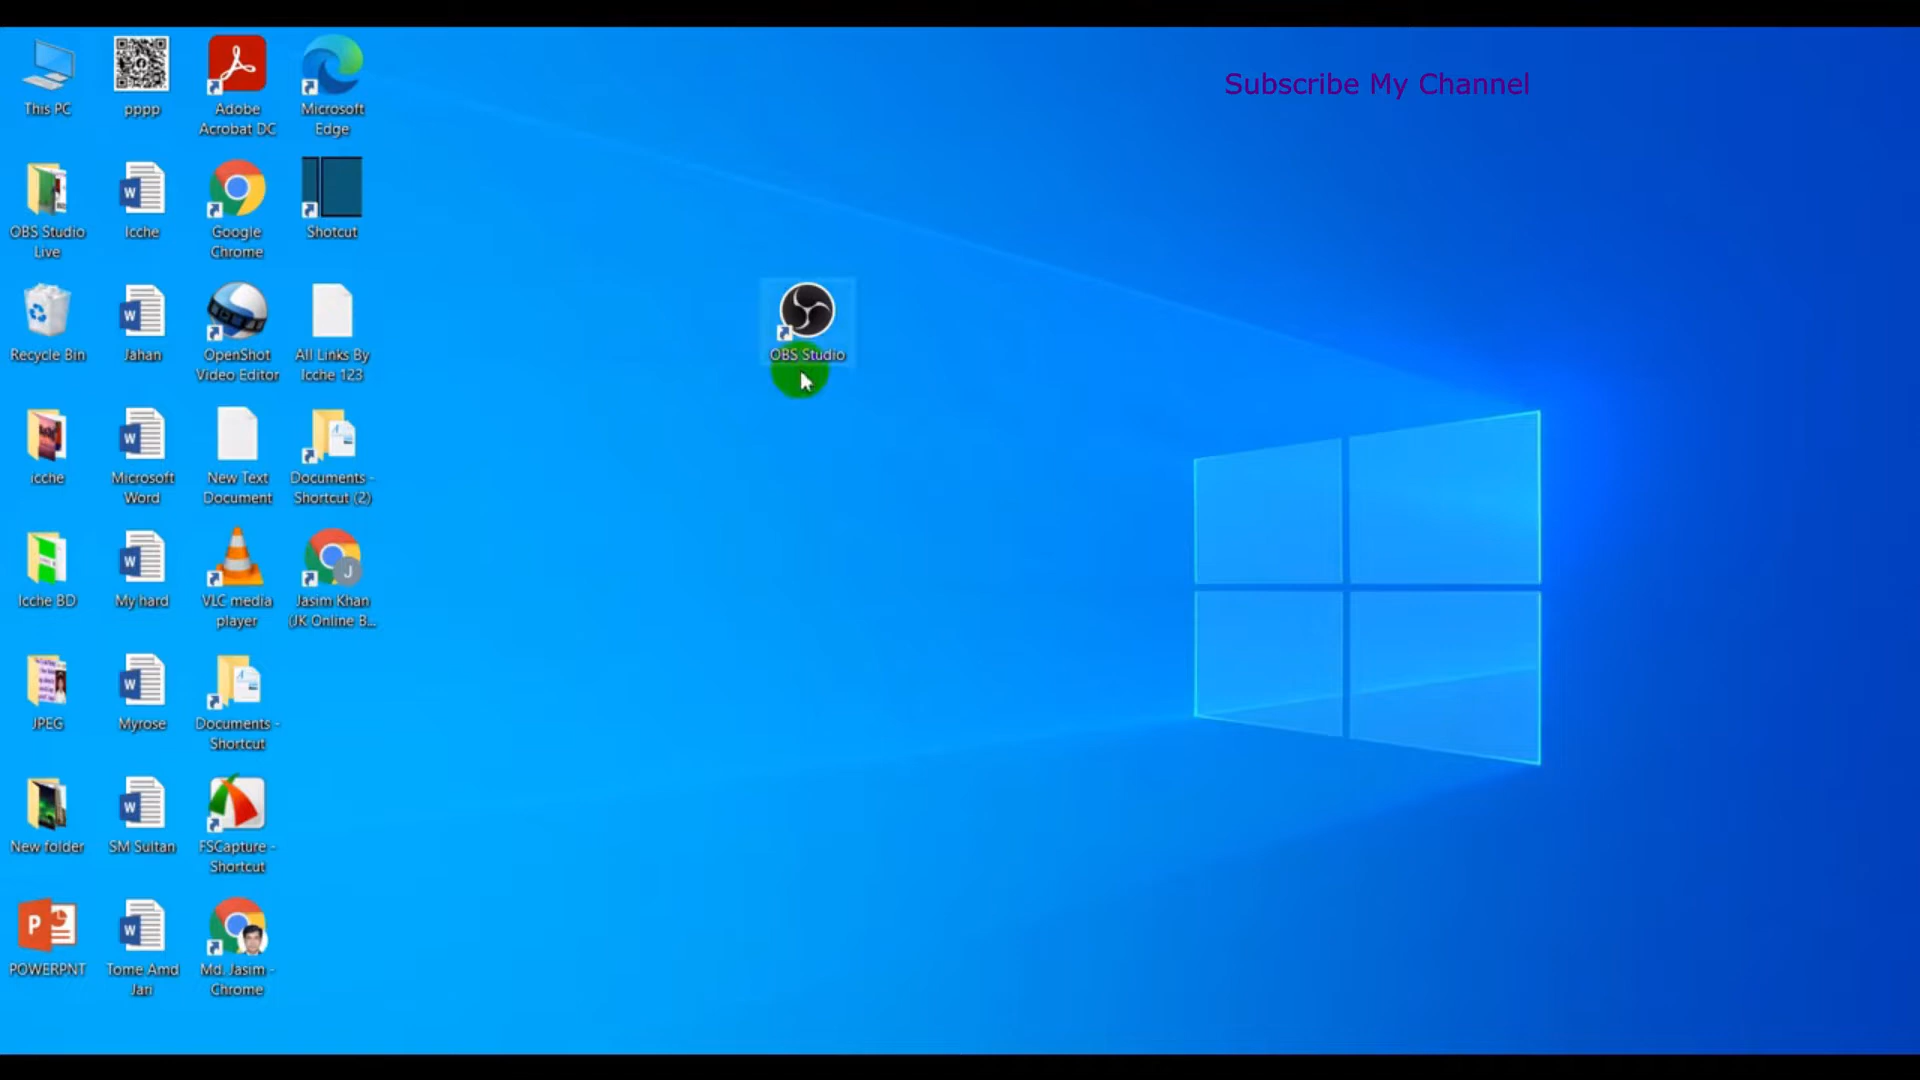 Subscribe My Channel
This PC
pppp
Adobe
Acrobat DC
Microsoft
Edge
OBS Studio
Live
Icche
Google
Chrome
Shotcut
Recycle Bin
Jahan
OpenShot
Video Editor
All Links By
Icche 123
OBS Studio
icche
Microsoft
Word
New Text
Document
Documents -
Shortcut (2)
Icche BD
My hard
VLC media
player
Jasim Khan
(JK Online B...
JPEG
Myrose
Documents -
Shortcut
New folder
SM Sultan
FSCapture -
Shortcut
POWERPNT
Tome Amd
Jati
Md. Jasim -
Chrome